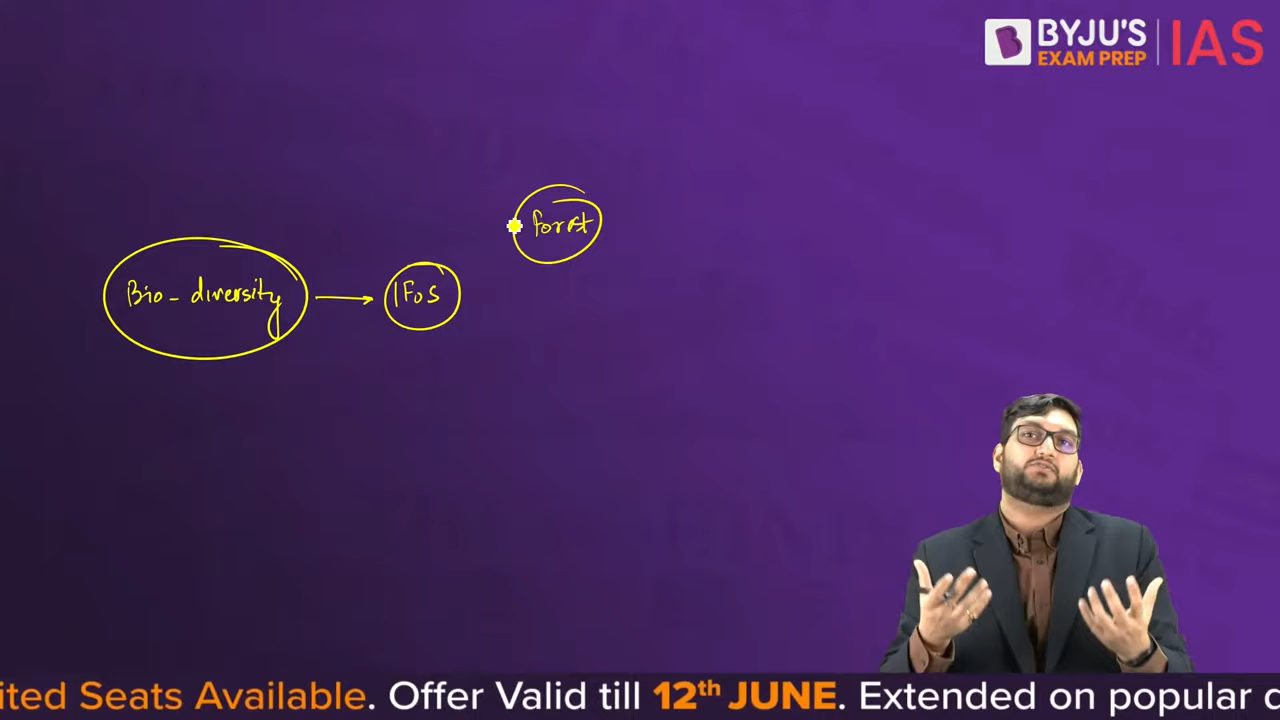 BYJU'S
EXAM PREP
IAS
Forest
Bio-diversity
IFoS
ited Seats Available. Offer Valid till 12th JUNE. Extended on popular c